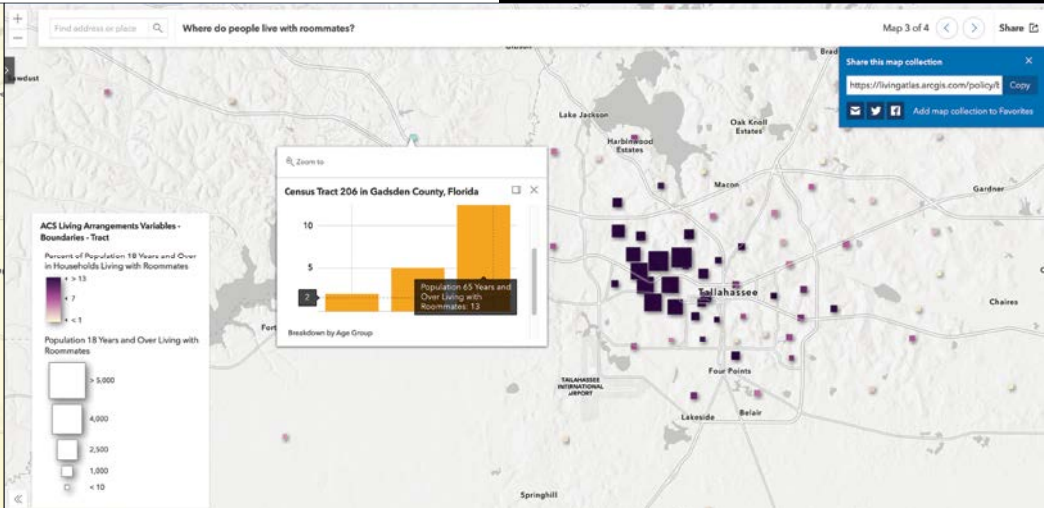 Find address or place
Where do people live with roommates?
Map 3 of 4
Share
Share this map collection
https://livingatlas.arcgis.com/policy/
Copy
Add map collection to Favorites
Lake Jackson
Harbinwood
Estates
Oak Knoll
Estates
Macon
Gardner
Chaires
Tallahassee
Four Points
Belair
Lakeside
TALLAHASSEE
INTERNATIONAL
AIRPORT
Springhill
Zoom to
Census Tract 206 in Gadsden County, Florida
10
5
2
Population 65 Years and
Over Living with
Roommates: 13
Breakdown by Age Group
ACS Living Arrangements Variables -
Boundaries - Tract
Percent of Population 18 Years and Over
in Households Living with Roommates
> 13
7
< 1
Population 18 Years and Over Living with
Roommates
> 5,000
4,000
2,500
1,000
< 10